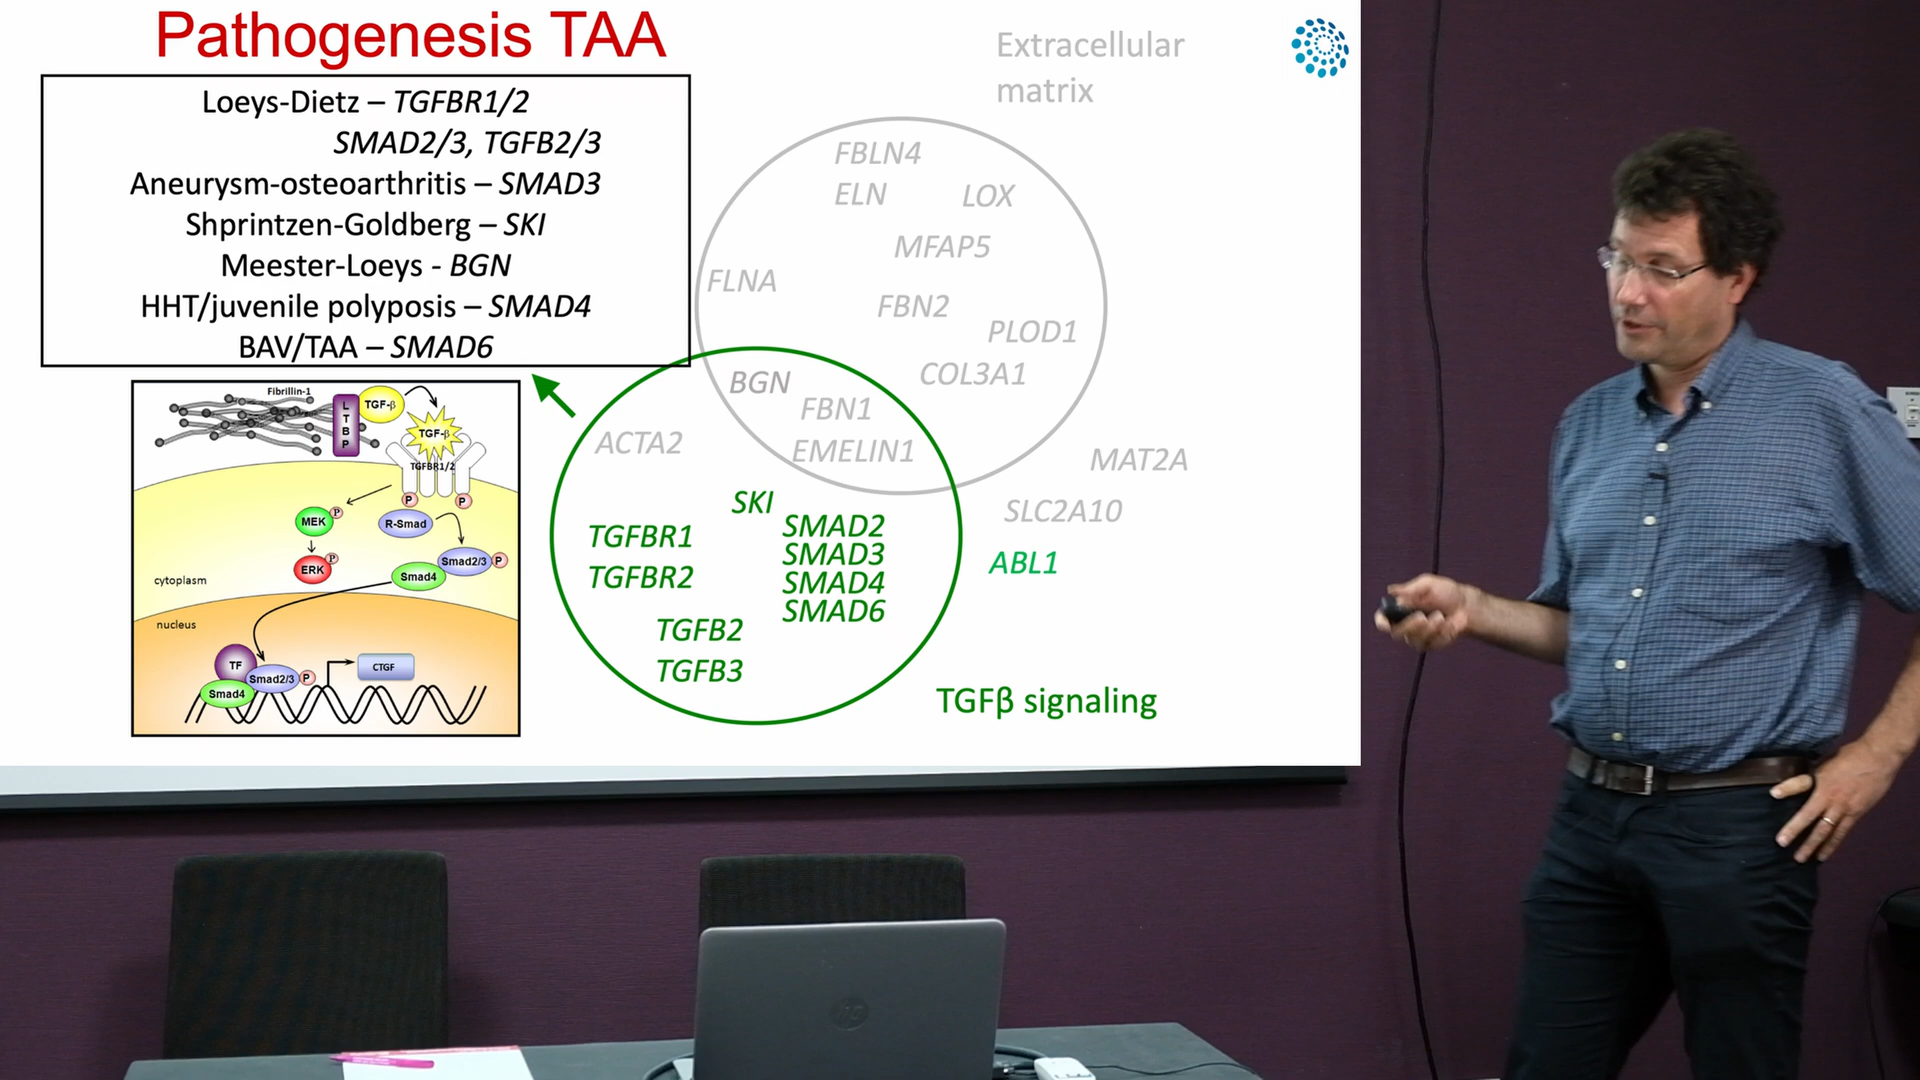 Pathogenesis TAA
Loeys-Dietz – TGFBR1/2
SMAD2/3, TGFB2/3
Aneurysm-osteoarthritis – SMAD3
Shprintzen-Goldberg – SKI
Meester-Loeys - BGN
HHT/juvenile polyposis – SMAD4
BAV/TAA – SMAD6
Extracellular
matrix
FBLN4
ELN
LOX
MFAP5
FLNA
FBN2
PLOD1
COL3A1
BGN
FBN1
EMELIN1
ACTA2
MAT2A
SLC2A10
ABL1
SKI
TGFBR1
TGFBR2
SMAD2
SMAD3
SMAD4
SMAD6
TGFB2
TGFB3
TGFβ signaling
Fibrillin-1
LTBP
TGF-β
TGF-β
TGFBR1/2
P
P
MEK
P
R-Smad
ERK
P
Smad2/3
P
Smad4
cytoplasm
nucleus
TF
Smad2/3
P
Smad4
CTGF
hp